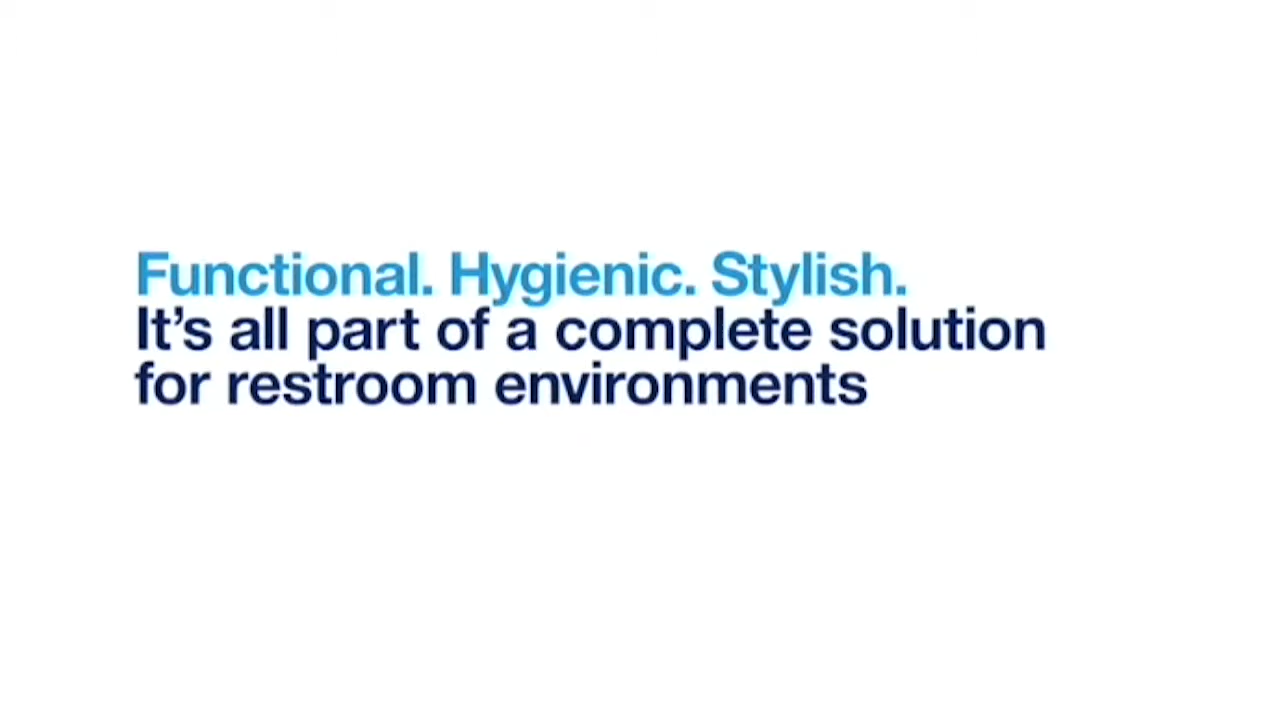 Functional. Hygienic. Stylish.
It’s all part of a complete solution
for restroom environments